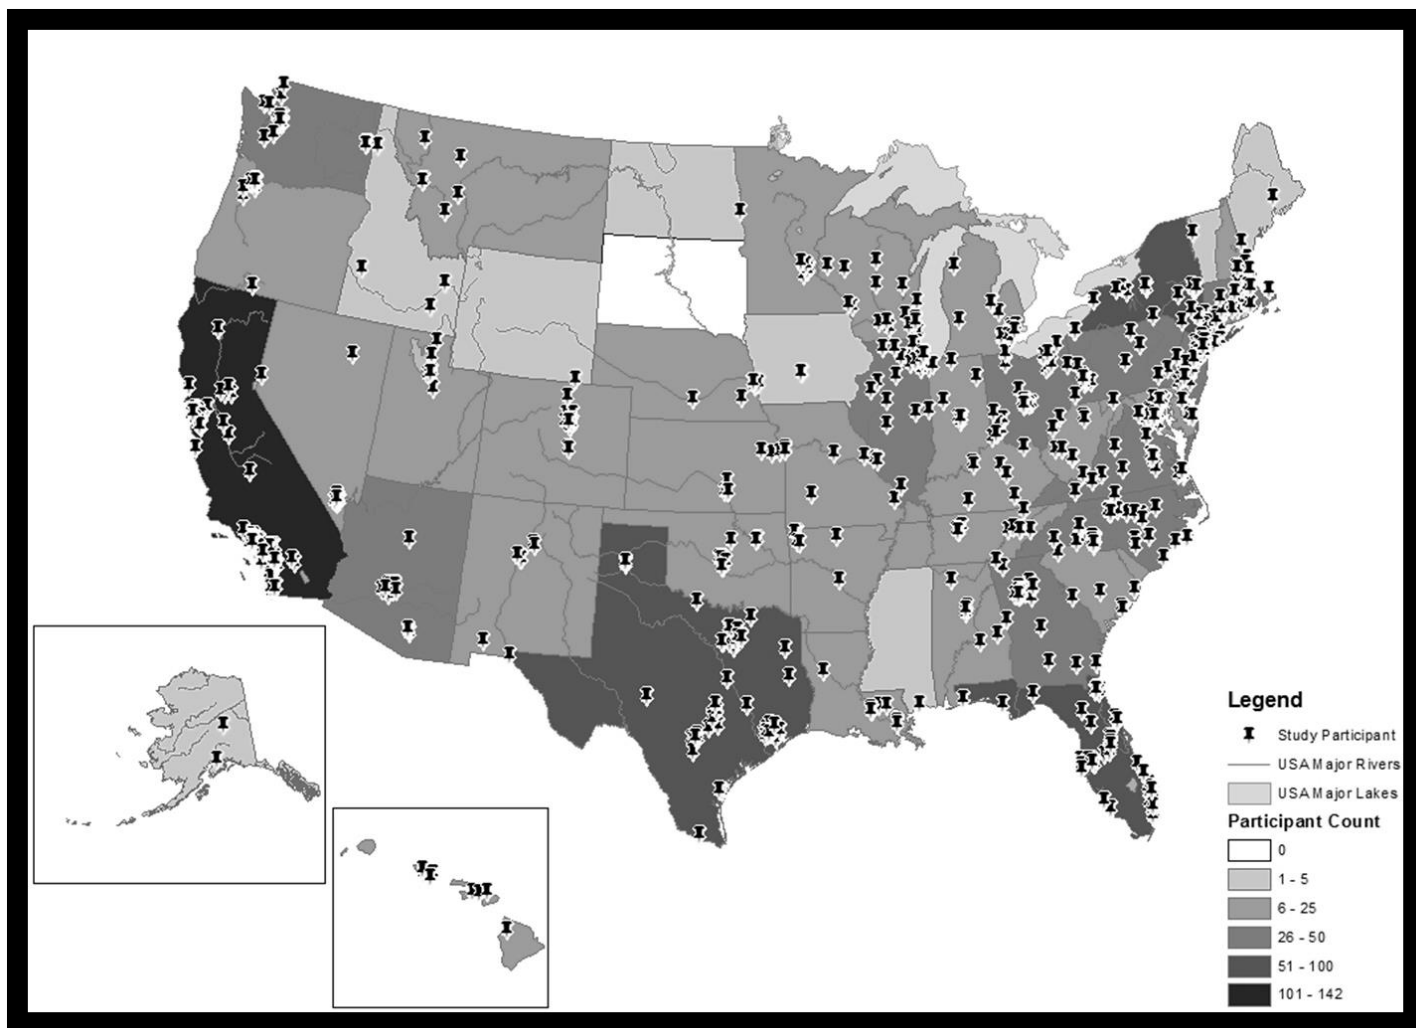 Legend
Study Participant
USA Major Rivers
USA Major Lakes
Participant Count
0
1 - 5
6 - 25
26 - 50
51 - 100
101 - 142